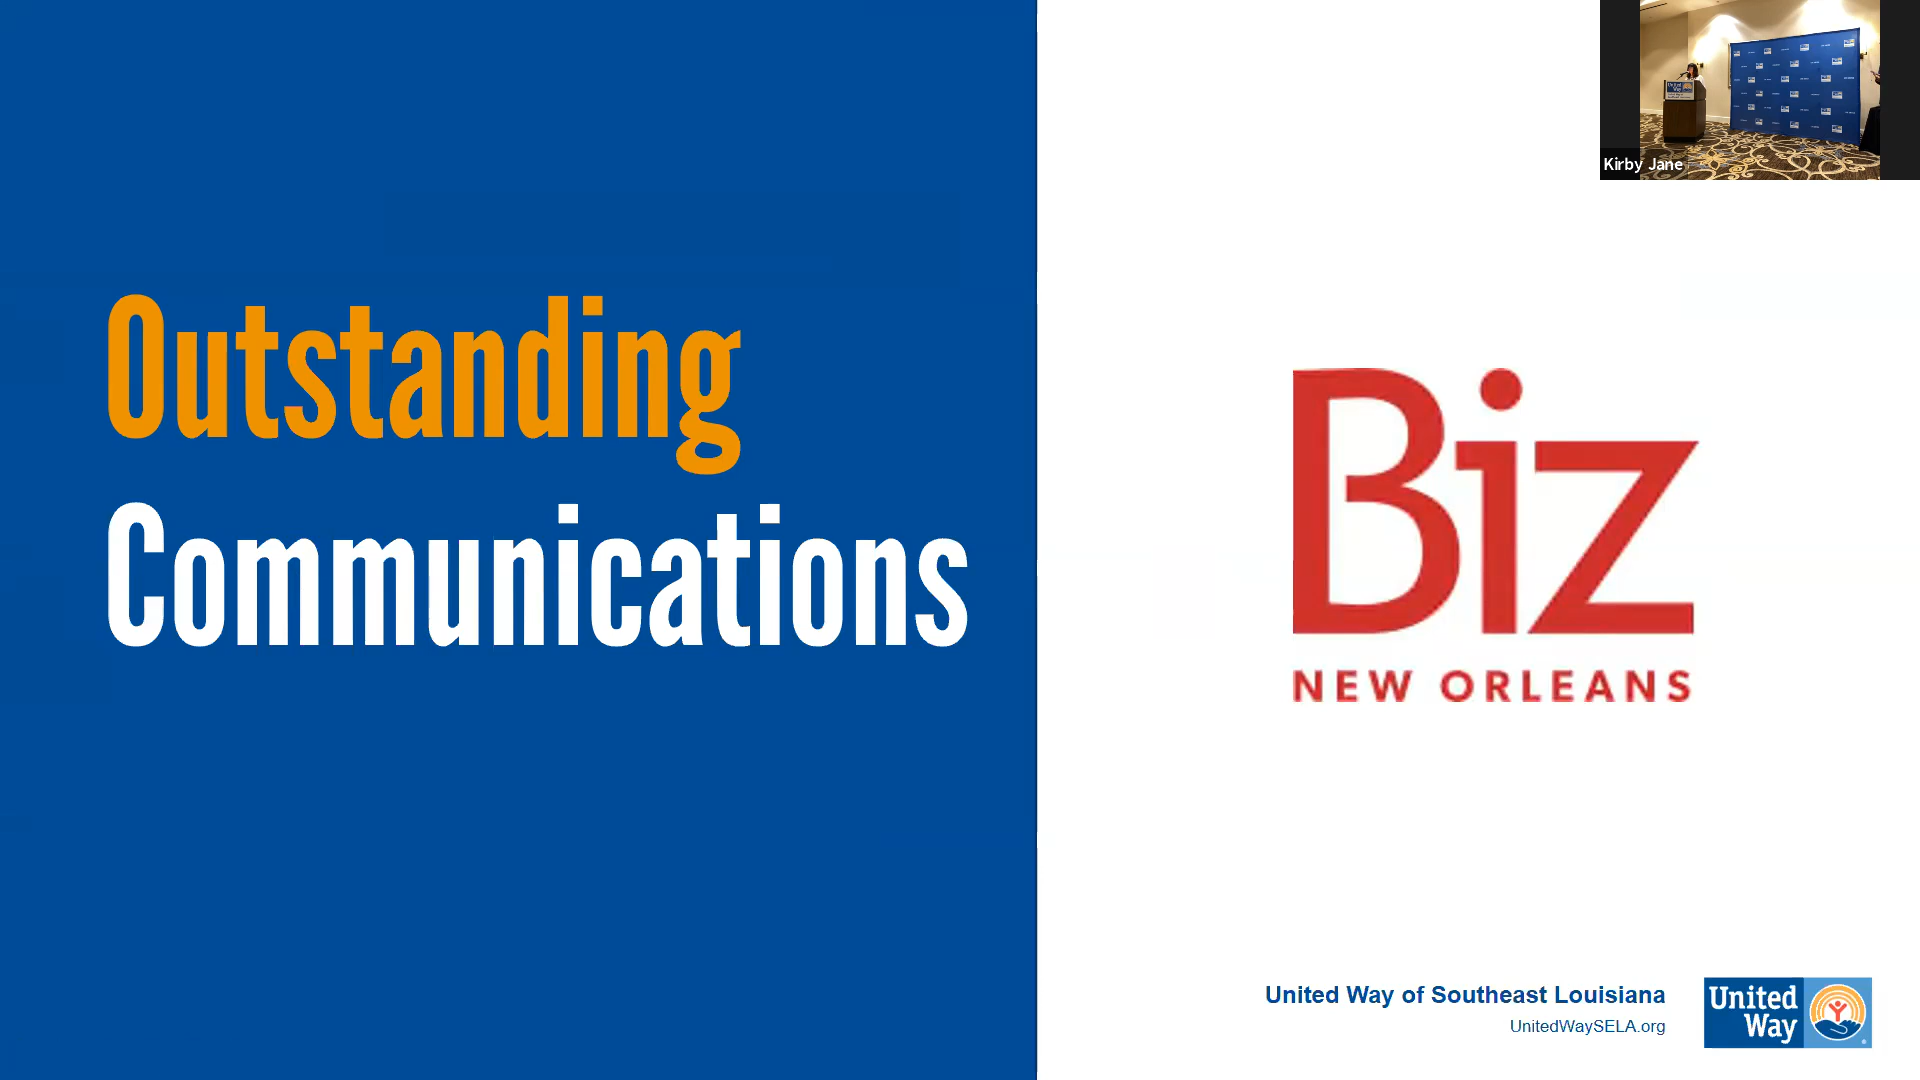 Outstanding
Communications
Biz
NEW ORLEANS
Kirby Jane
United Way of Southeast Louisiana
UnitedWaySELA.org
United
Way